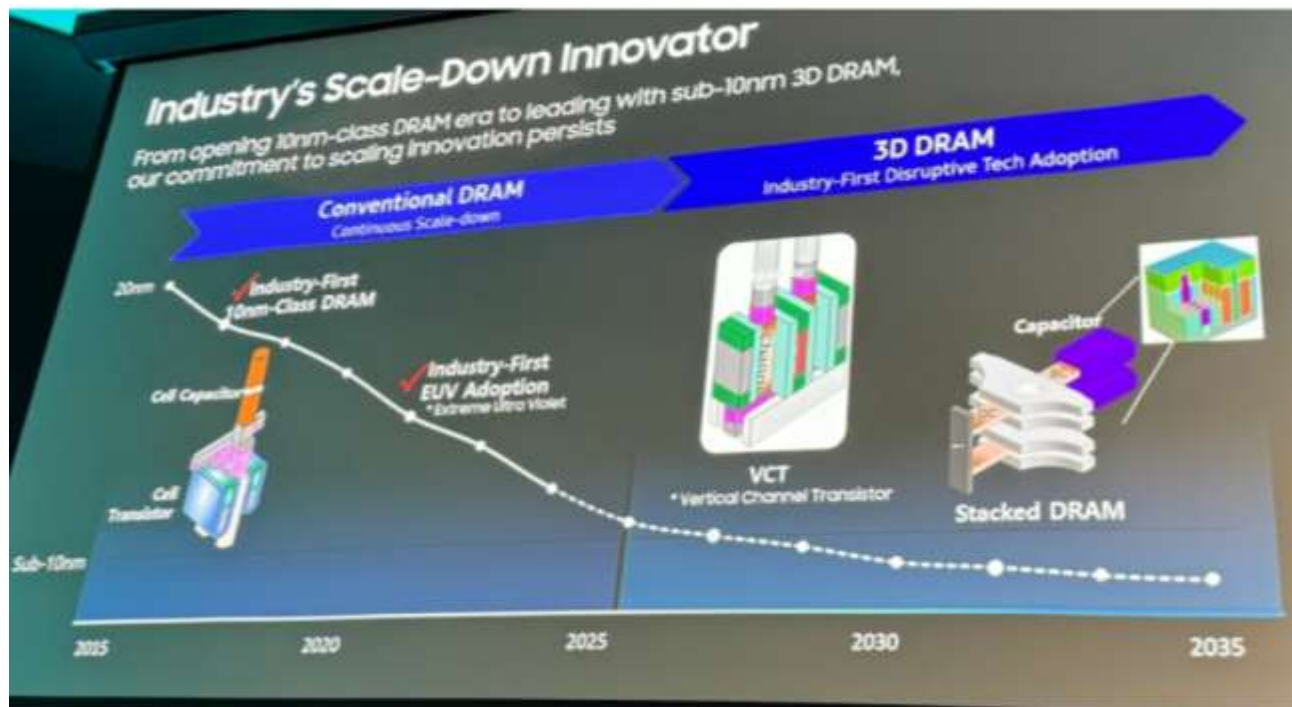 Industry's Scale-Down Innovator
From opening 10nm-class DRAM era to leading with sub-10nm 3D DRAM,
our commitment to scaling innovation persists
Conventional DRAM
Continuous Scale-down
3D DRAM
Industry-First Disruptive Tech Adoption
20nm
Industry-First
10nm-Class DRAM
Industry-First
EUV Adoption
* Extreme Ultra Violet
Cell Capacitor
Cell
Transistor
VCT
* Vertical Channel Transistor
Capacitor
Stacked DRAM
Sub-10nm
2015
2020
2025
2030
2035